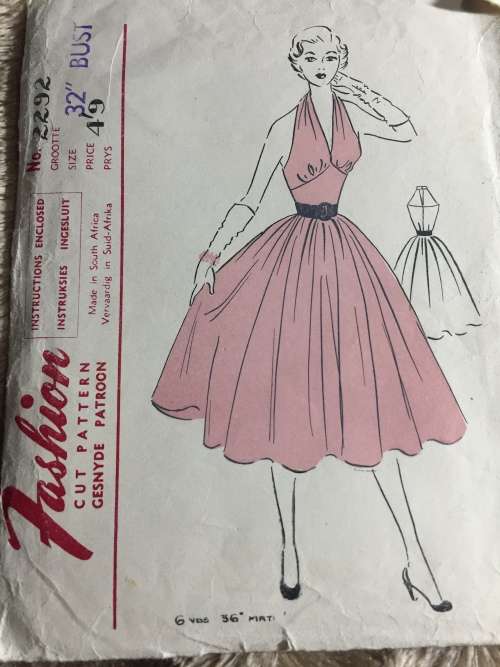 No. 2292
GROOTTE
SIZE 32" BUST
PRICE 4'9
PRYS
INSTRUCTIONS ENCLOSED
INSTRUKSIES INGESLUIT
Made in South Africa
Vervaardig in Suid-Afrika
Fashion
CUT PATTERN
GESNYDE PATROON
6 YDS 36"